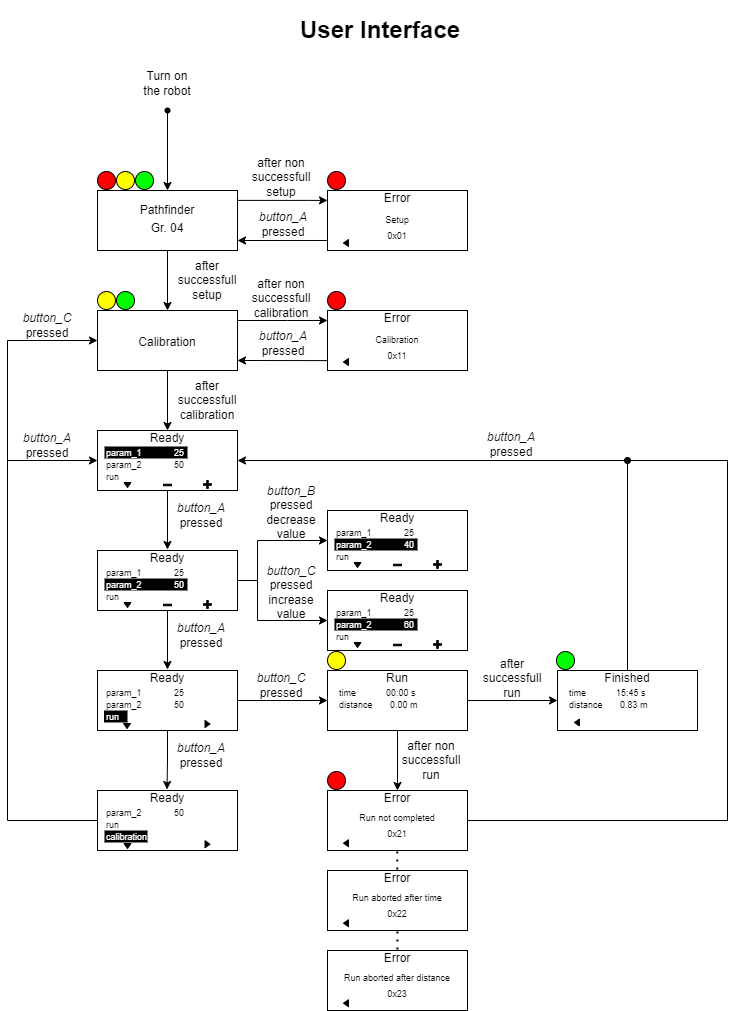 User Interface
Turn on
the robot
Pathfinder
Gr. 04
after non
successfull
setup
button_A
pressed
Error
Setup
0x01
after
successfull
setup
Calibration
after non
successfull
calibration
button_A
pressed
Error
Calibration
0x11
button_C
pressed
after
successfull
calibration
button_A
pressed
Ready
param_1 25
param_2 50
run
button_A
pressed
button_A
pressed
Ready
param_1 25
param_2 50
run
button_B
pressed
decrease
value
Ready
param_1 25
param_2 40
run
button_C
pressed
increase
value
Ready
param_1 25
param_2 60
run
button_A
pressed
Ready
param_1 25
param_2 50
run
button_C
pressed
Run
time 00:00 s
distance 0.00 m
after
successfull
run
Finished
time 15:45 s
distance 0.83 m
button_A
pressed
after non
successfull
run
Ready
param_2 50
run
calibration
Error
Run not completed
0x21
Error
Run aborted after time
0x22
Error
Run aborted after distance
0x23